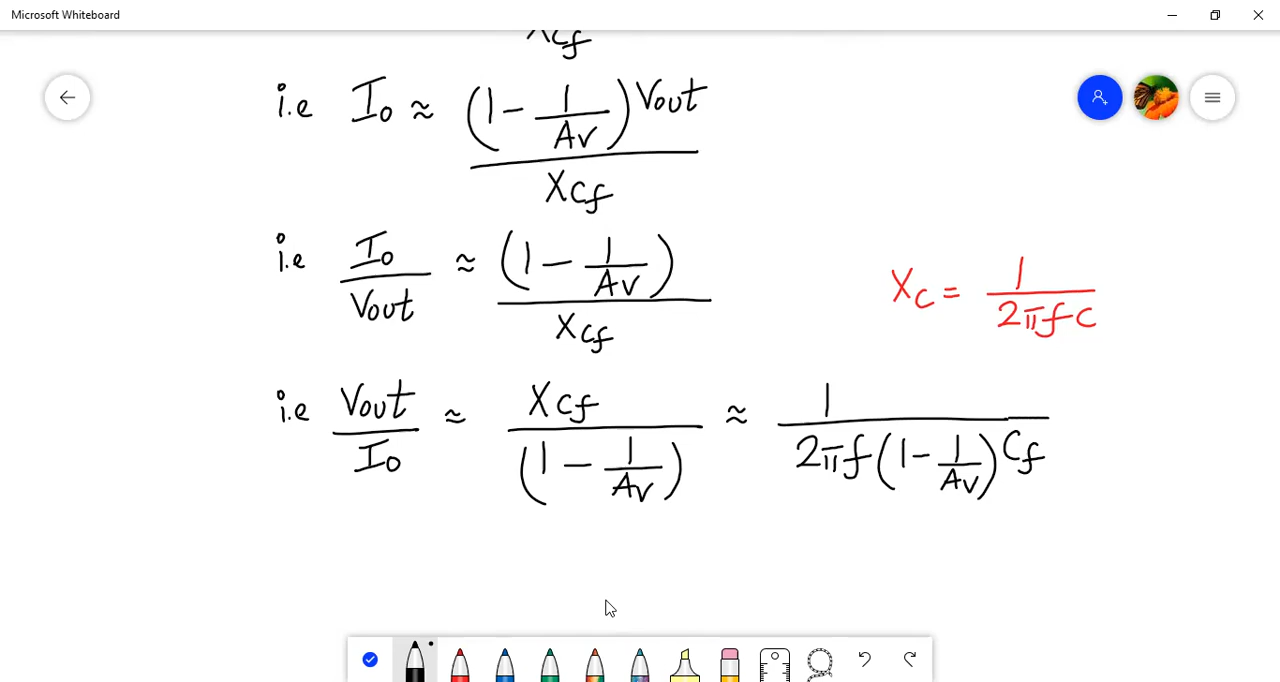 Microsoft Whiteboard
XCf
i.e Io ≈ (1 - 1/Av) Vout / XCf
i.e Io/Vout ≈ (1 - 1/Av) / XCf
Xc = 1 / 2πfC
i.e Vout/Io ≈ XCf / (1 - 1/Av) ≈ 1 / 2πf(1 - 1/Av)Cf